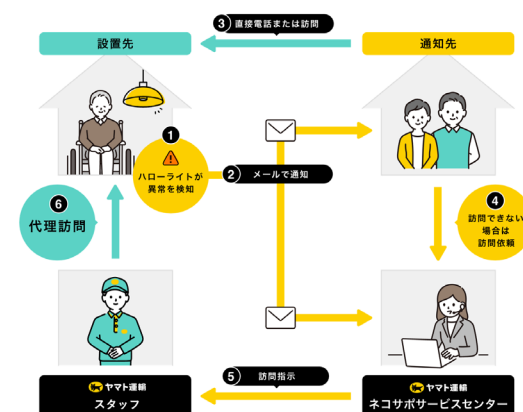 3 直接電話または訪問
設置先
通知先
1
ハローライトが
異常を検知
2 メールで通知
6
代理訪問
4
訪問できない
場合は
訪問依頼
5 訪問指示
ヤマト運輸
スタッフ
ヤマト運輸
ネコサポサービスセンター